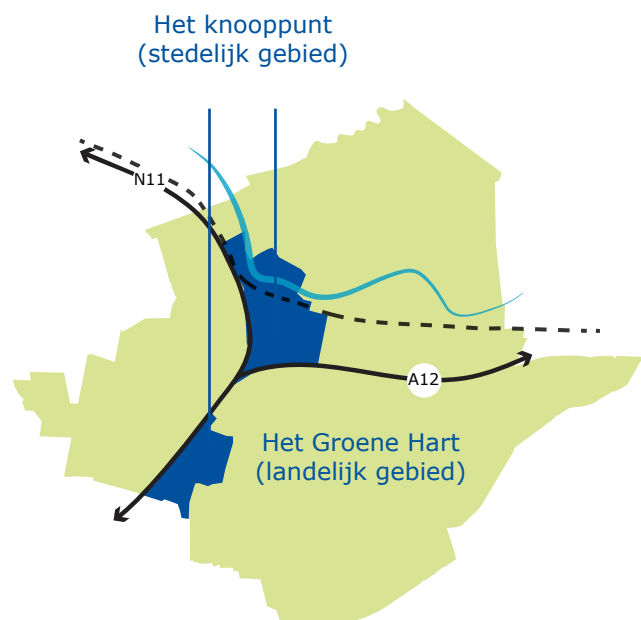 Het knooppunt
(stedelijk gebied)
N11
A12
Het Groene Hart
(landelijk gebied)